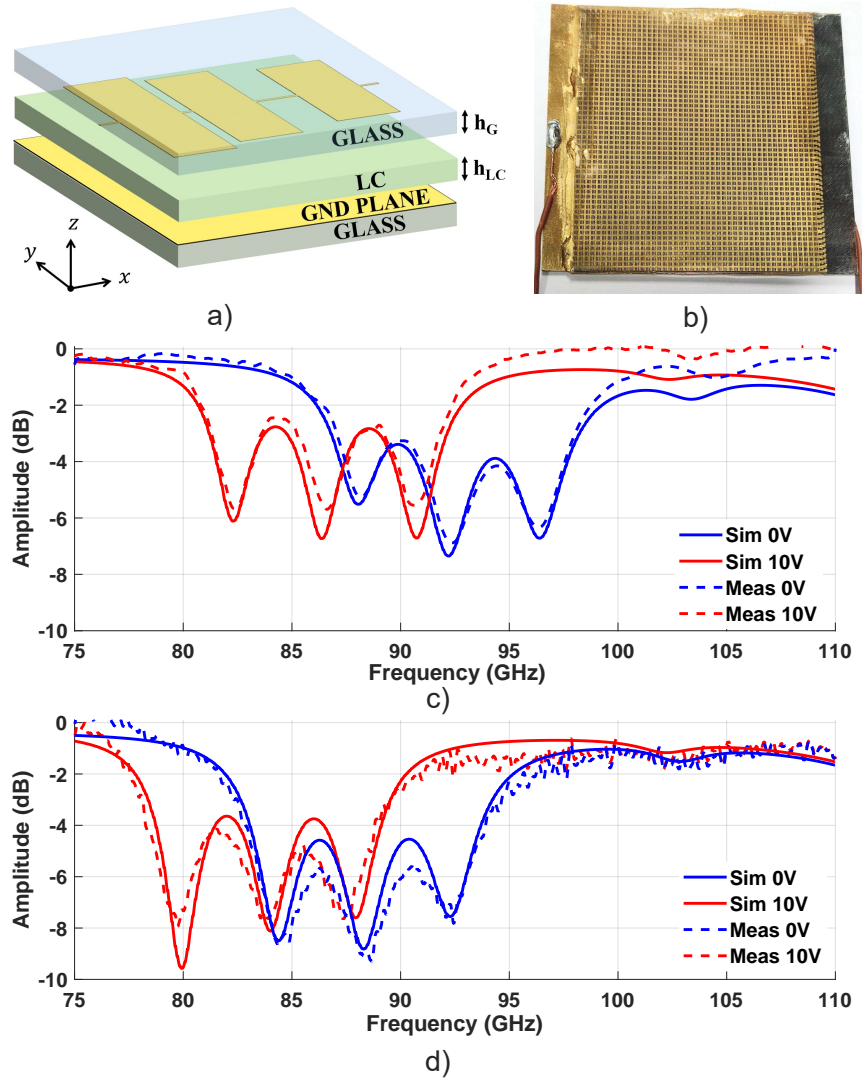 GLASS
h_G
LC
h_LC
GND PLANE
GLASS
z
y
x
a)
b)
0
-2
-4
-6
-8
-10
Amplitude (dB)
Sim 0V
Sim 10V
Meas 0V
Meas 10V
75 80 85 90 95 100 105 110
Frequency (GHz)
c)
0
-2
-4
-6
-8
-10
Amplitude (dB)
Sim 0V
Sim 10V
Meas 0V
Meas 10V
75 80 85 90 95 100 105 110
Frequency (GHz)
d)